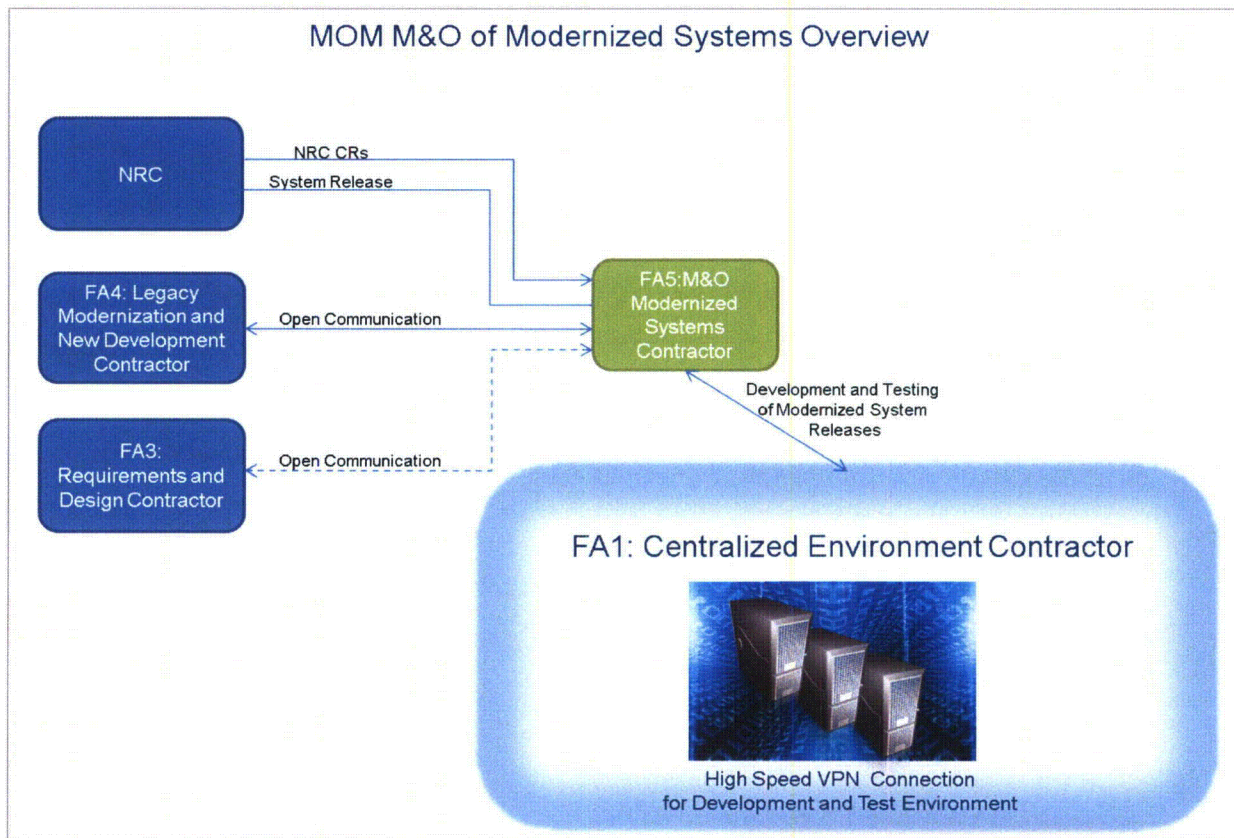 MOM M&O of Modernized Systems Overview
NRC
NRC CRs
System Release
FA4: Legacy
Modernization and
New Development
Contractor
Open Communication
FA5:M&O
Modernized
Systems
Contractor
FA3:
Requirements and
Design Contractor
Open Communication
Development and Testing
of Modernized System
Releases
FA1: Centralized Environment Contractor
High Speed VPN Connection
for Development and Test Environment